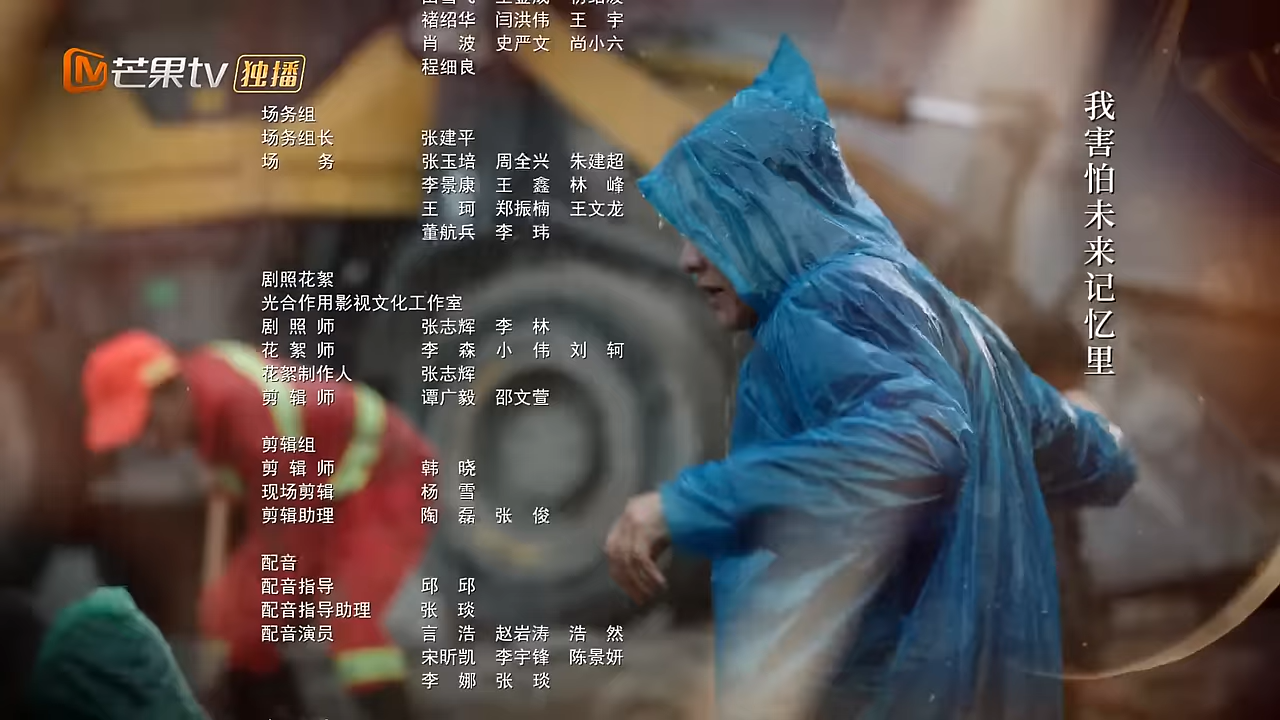 褚绍华 闫洪伟 王 宇
肖 波 史严文 尚小六
程细良
芒果tv 独播
场务组
场务组长 张建平
场 务 张玉培 周全兴 朱建超
李景康 王 鑫 林 峰
王 珂 郑振楠 王文龙
董航兵 李 玮
剧照花絮
光合作用影视文化工作室
剧 照 师 张志辉 李 林
花 絮 师 李 森 小 伟 刘 轲
花絮制作人 张志辉
剪 辑 师 谭广毅 邵文萱
剪辑组
剪 辑 师 韩 晓
现场剪辑 杨 雪
剪辑助理 陶 磊 张 俊
配音
配音指导 邱 邱
配音指导助理 张 琰
配音演员 言 浩 赵岩涛 浩 然
宋昕凯 李宇锋 陈景妍
李 娜 张 琰
我害怕未来记忆里